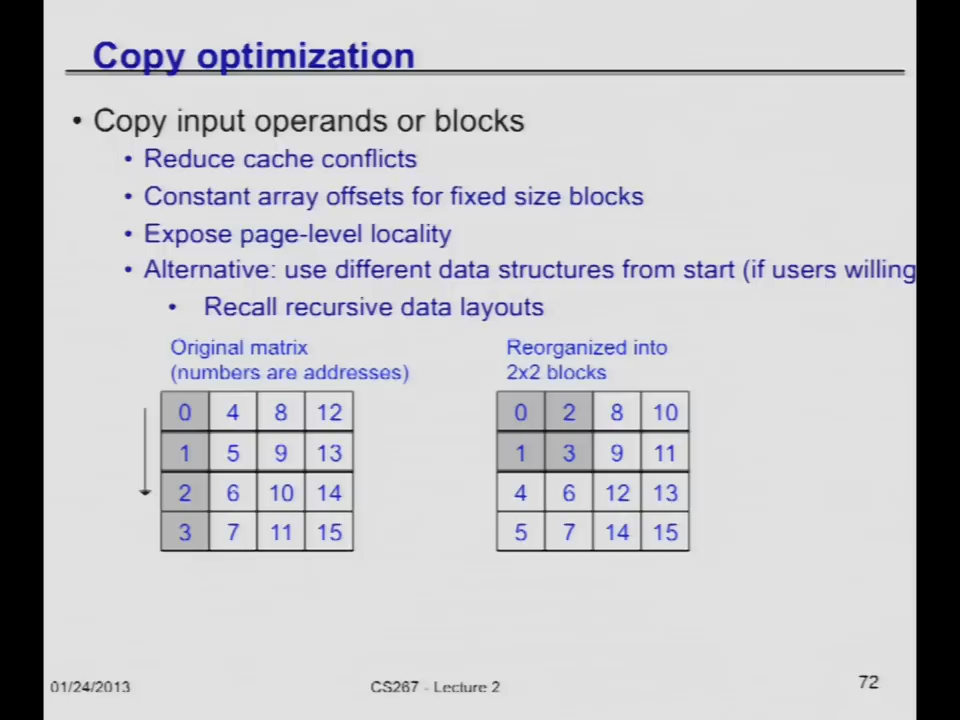 Copy optimization
• Copy input operands or blocks
• Reduce cache conflicts
• Constant array offsets for fixed size blocks
• Expose page-level locality
• Alternative: use different data structures from start (if users willing
• Recall recursive data layouts
Original matrix
(numbers are addresses)
0 4 8 12
1 5 9 13
2 6 10 14
3 7 11 15
Reorganized into
2x2 blocks
0 2 8 10
1 3 9 11
4 6 12 13
5 7 14 15
01/24/2013
CS267 - Lecture 2
72